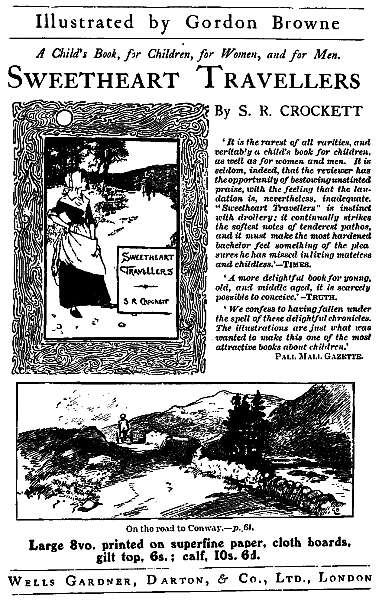 Illustrated by Gordon Browne
A Child's Book, for Children, for Women, and for Men.
SWEETHEART TRAVELLERS
By S. R. CROCKETT
'It is the rarest of all rarities, and
veritably a child's book for children,
as well as for women and men. It is
seldom, indeed, that the reviewer has
the opportunity of bestowing unstinted
praise, with the feeling that the lau-
dation is, nevertheless, inadequate.
"Sweetheart Travellers" is instinct
with drollery; it continually strikes
the softest notes of tenderest pathos,
and it must make the most hardened
bachelor feel something of the plea
sures he has missed in living mateless
and childless.'—TIMES.
'A more delightful book for young,
old, and middle aged, it is scarcely
possible to conceive.'—TRUTH.
'We confess to having fallen under
the spell of these delightful chronicles.
The illustrations are just what was
wanted to make this one of the most
attractive books about children.'
PALL MALL GAZETTE.
SWEETHEART
TRAVELLERS
S. R. CROCKETT
On the road to Conway.—p. 61.
Large 8vo. printed on superfine paper, cloth boards,
gilt top, 6s.; calf, 10s. 6d.
WELLS GARDNER, DARTON, & CO., LTD., LONDON